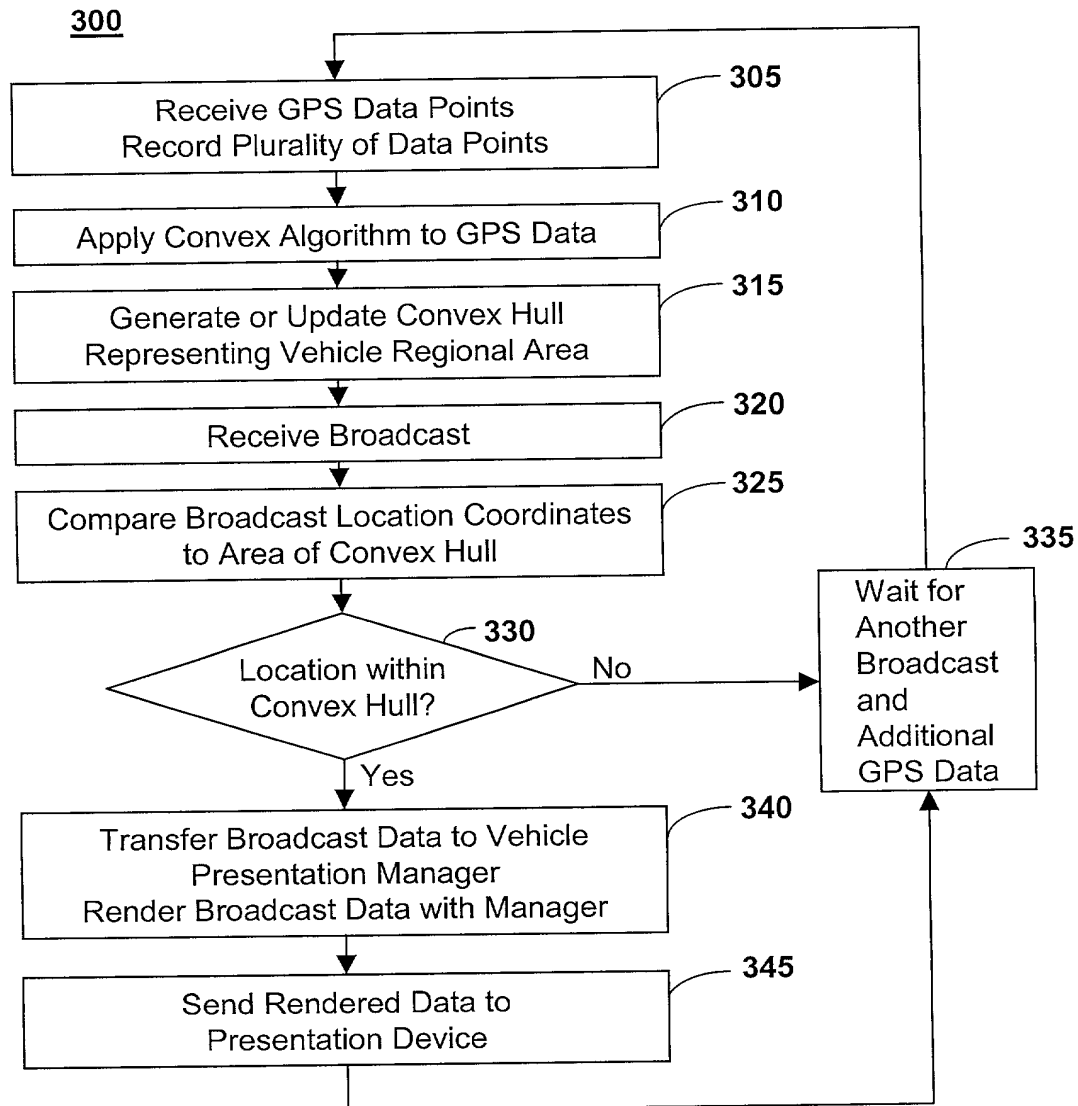 300
305
Receive GPS Data Points
Record Plurality of Data Points
310
Apply Convex Algorithm to GPS Data
315
Generate or Update Convex Hull
Representing Vehicle Regional Area
320
Receive Broadcast
325
Compare Broadcast Location Coordinates
to Area of Convex Hull
330
Location within
Convex Hull?
No
Yes
335
Wait for
Another
Broadcast
and
Additional
GPS Data
340
Transfer Broadcast Data to Vehicle
Presentation Manager
Render Broadcast Data with Manager
345
Send Rendered Data to
Presentation Device